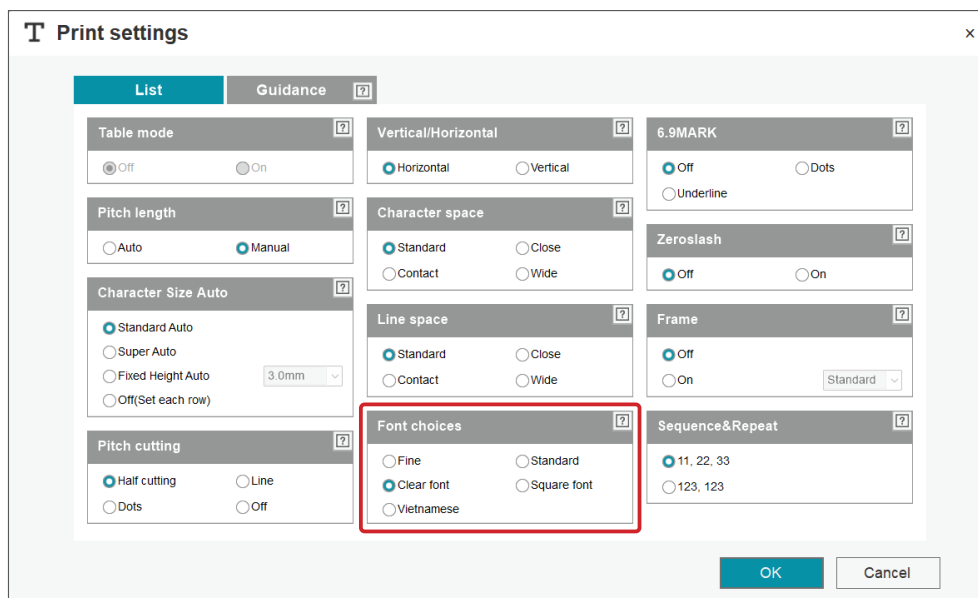 T Print settings ×
List
Guidance ?
Table mode ?
Off On
Pitch length ?
Auto Manual
Character Size Auto ?
Standard Auto
Super Auto
Fixed Height Auto 3.0mm
Off(Set each row)
Pitch cutting ?
Half cutting Line
Dots Off
Vertical/Horizontal ?
Horizontal Vertical
Character space ?
Standard Close
Contact Wide
Line space ?
Standard Close
Contact Wide
Font choices ?
Fine Standard
Clear font Square font
Vietnamese
6.9MARK ?
Off Dots
Underline
Zeroslash ?
Off On
Frame ?
Off
On Standard
Sequence&Repeat ?
11, 22, 33
123, 123
OK Cancel